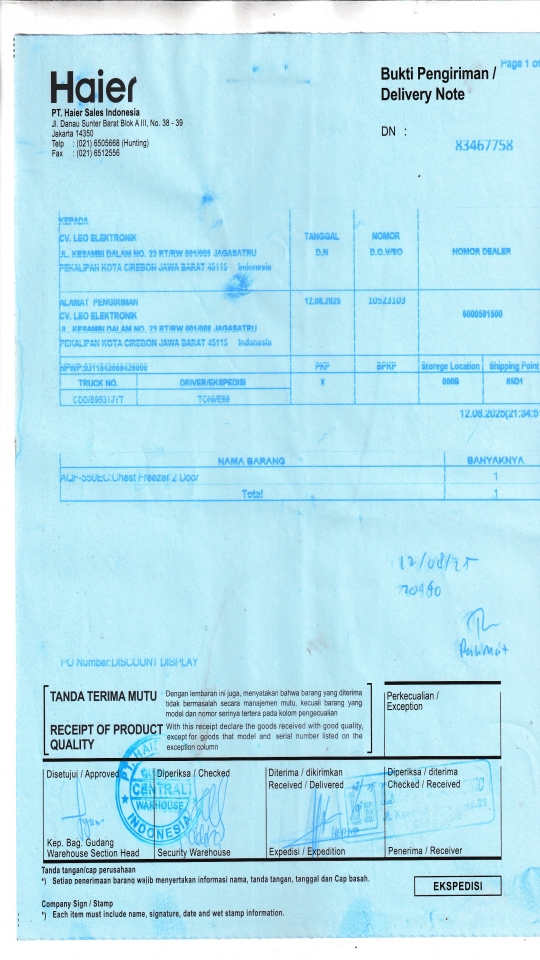 Haier
PT. Haier Sales Indonesia
Jl. Danau Sunter Barat Blok A III, No. 38 - 39
Jakarta 14350
Telp : (021) 6505668 (Hunting)
Fax : (021) 6512556
Bukti Pengiriman /
Delivery Note
Page 1 of
DN :
83467758
KEPADA
CV. LEO ELEKTRONIK
JL. KESAMBI DALAM NO. 23 RT/RW 001/008 JAGASATRU
PEKALIPAN KOTA CIREBON JAWA BARAT 45115 Indonesia
TANGGAL
D.N
NOMOR
D.O.V/SO
NOMOR DEALER
ALAMAT PENGIRIMAN
CV. LEO ELEKTRONIK
JL. KESAMBI DALAM NO. 23 RT/RW 001/008 JAGASATRU
PEKALIPAN KOTA CIREBON JAWA BARAT 45115 Indonesia
12.08.2025
10523103
PKP
BPKP
Storege Location
Shipping Point
TRUCK NO.
DRIVER/EKSPEDISI
X
65D1
12.08.2025(21:34:5
NAMA BARANG
BANYAKNYA
AQF-550EC:Chest Freezer 2 Door
1
Total
1
12/08/25
Rahmat
PO Number:DISCOUNT DISPLAY
TANDA TERIMA MUTU
Dengan lembaran ini juga, menyatakan bahwa barang yang diterima
tidak bermasalah secara manajemen mutu, kecuali barang yang
model dan nomor serinya tertera pada kolom pengecualian
RECEIPT OF PRODUCT
QUALITY
With this receipt declare the goods received with good quality,
except for goods that model and serial number listed on the
exception column
Perkecualian /
Exception
Disetujui / Approved
Diperiksa / Checked
Diterima / dikirimkan
Received / Delivered
Diperiksa / diterima
Checked / Received
CENTRAL
WARHOUSE
INDONESIA
Kep. Bag. Gudang
Warehouse Section Head
Security Warehouse
Expedisi / Expedition
Penerima / Receiver
Tanda tangan/cap perusahaan
*) Setiap penerimaan barang wajib menyertakan informasi nama, tanda tangan, tanggal dan Cap basah.
EKSPEDISI
Company Sign / Stamp
*) Each item must include name, signature, date and wet stamp information.